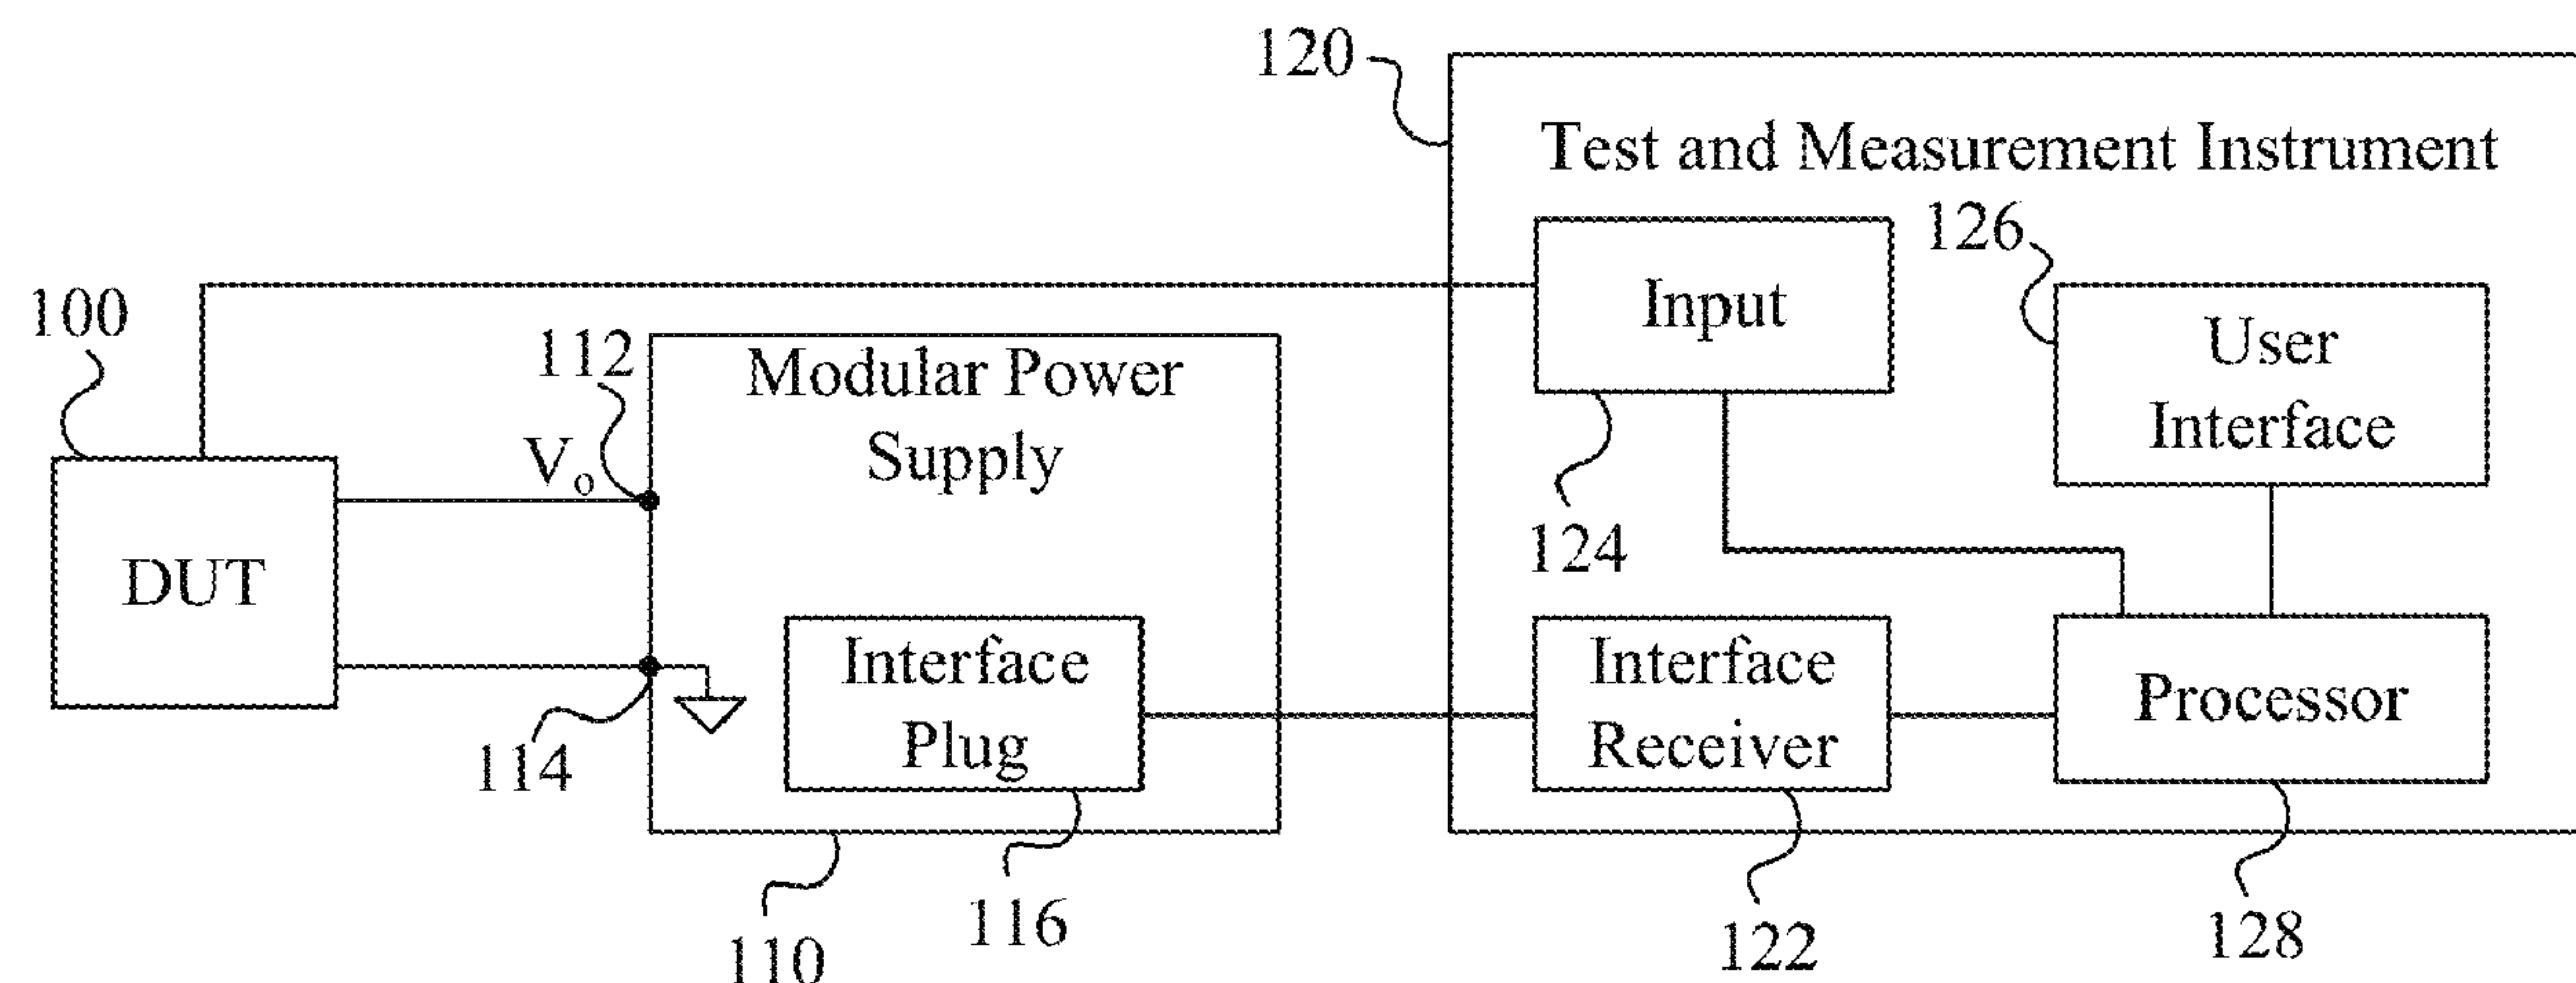 120
Test and Measurement Instrument
126
Input
User
Interface
100
112
Modular Power
Supply
Vo
124
DUT
Interface
Plug
Interface
Receiver
Processor
114
116
110
122
128